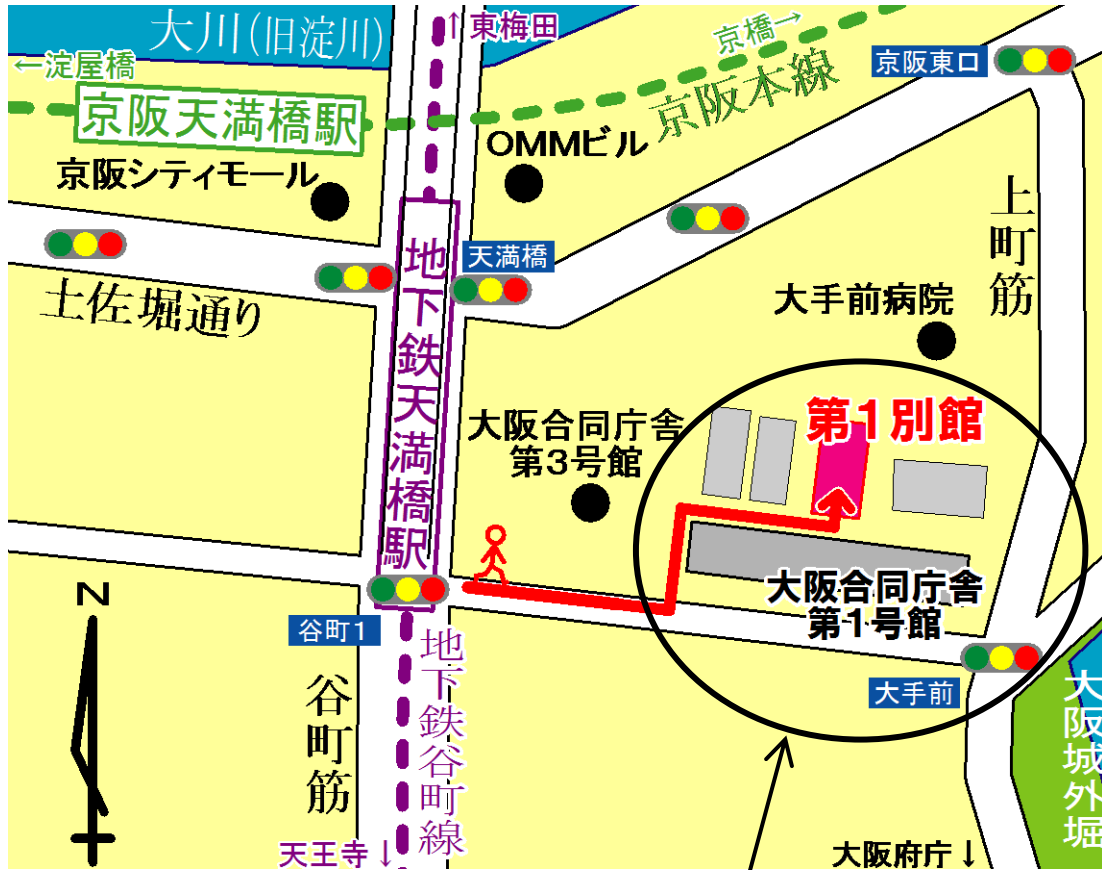 大川(旧淀川)
↑東梅田
京橋→
京阪東口
←淀屋橋
京阪天満橋駅
京阪本線
OMMビル
京阪シティモール
上町筋
天満橋
地下鉄天満橋駅
土佐堀通り
大手前病院
第1別館
大阪合同庁舎
第3号館
大阪合同庁舎
第1号館
N
谷町1
地下鉄谷町線
谷町筋
大手前
大阪城外堀
天王寺↓
大阪府庁↓